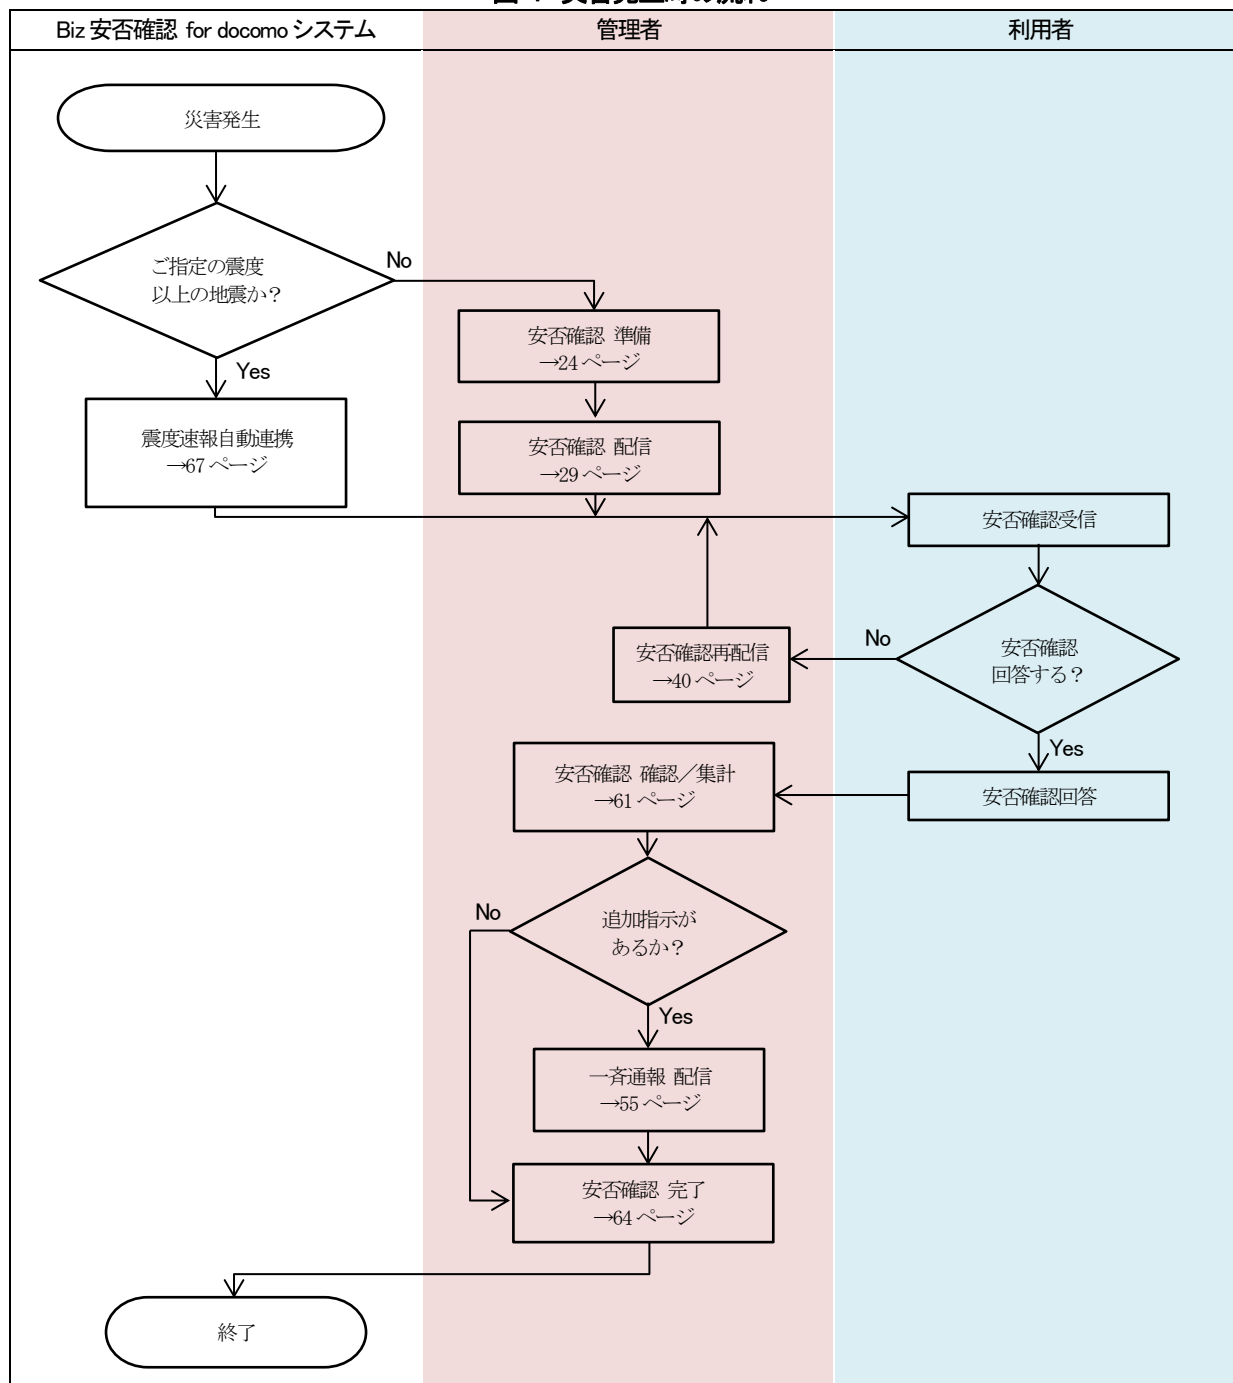 Biz 安否確認 for docomo システム
管理者
利用者
災害発生
ご指定の震度
以上の地震か？
No
Yes
安否確認 準備
→24 ページ
震度速報自動連携
→67 ページ
安否確認 配信
→29 ページ
安否確認受信
安否確認
回答する？
No
Yes
安否確認再配信
→40 ページ
安否確認 確認／集計
→61 ページ
安否確認回答
追加指示が
あるか？
No
Yes
一斉通報 配信
→55 ページ
安否確認 完了
→64 ページ
終了